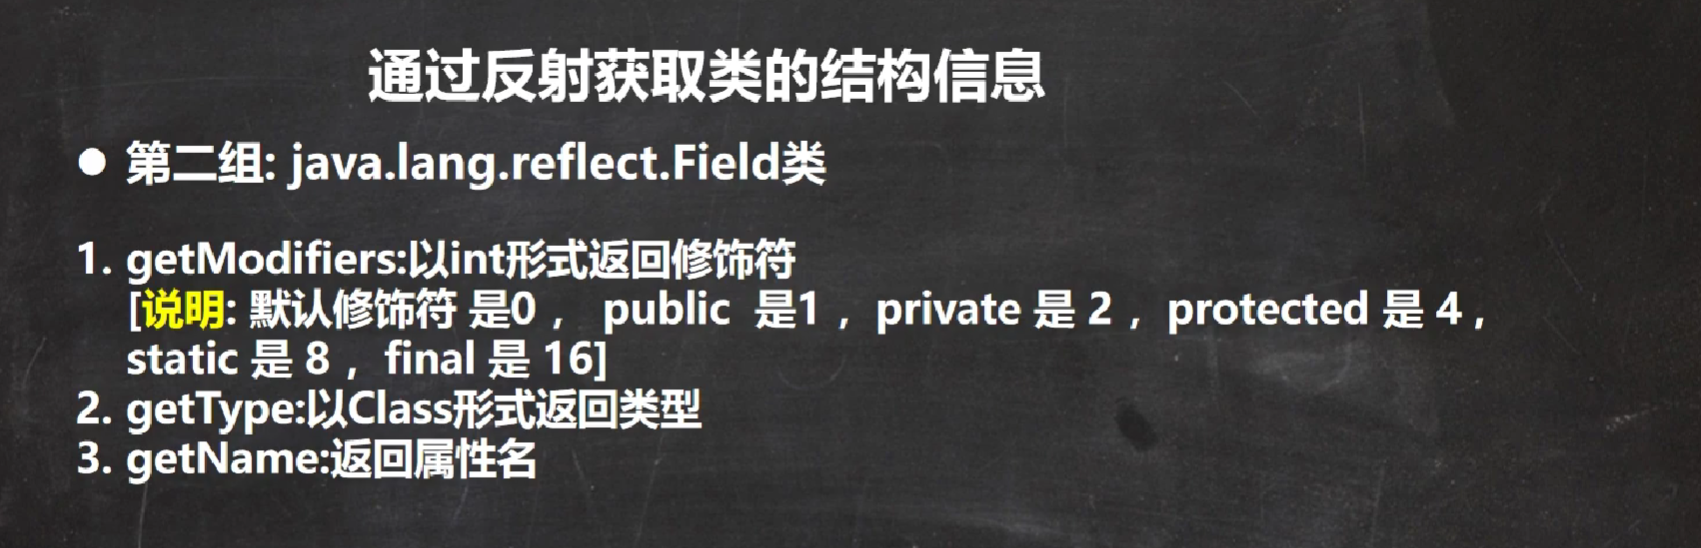 通过反射获取类的结构信息
● 第二组: java.lang.reflect.Field类
1. getModifiers:以int形式返回修饰符
[说明: 默认修饰符 是0 ， public 是1 ，private 是 2 ，protected 是 4 ,
static 是 8 ，final 是 16]
2. getType:以Class形式返回类型
3. getName:返回属性名